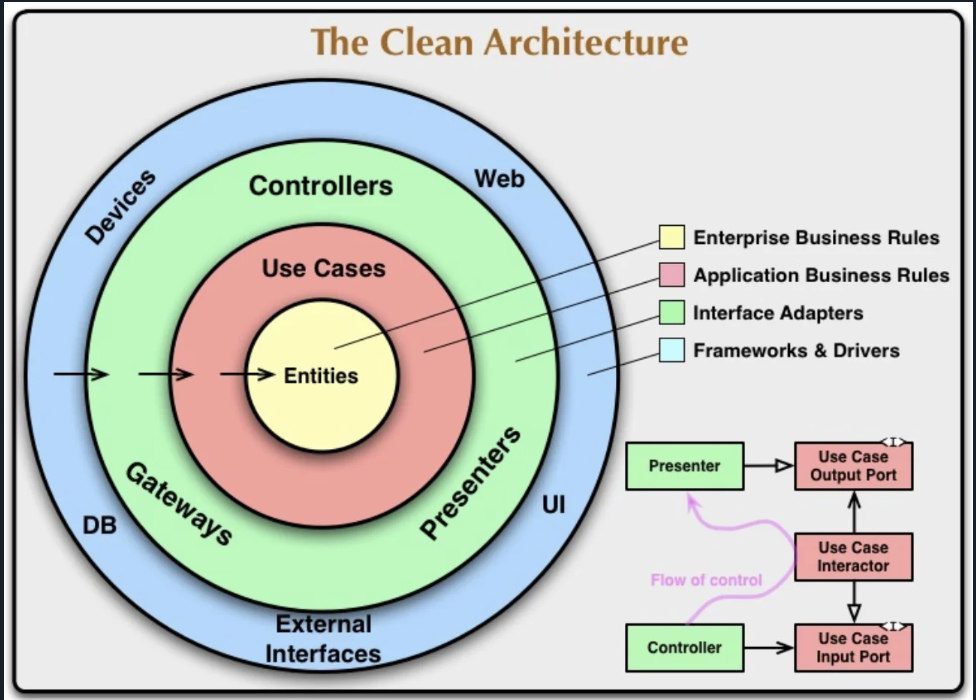 The Clean Architecture
Devices
Controllers
Web
Use Cases
Entities
Gateways
Presenters
DB
UI
External
Interfaces
Enterprise Business Rules
Application Business Rules
Interface Adapters
Frameworks & Drivers
Presenter
<I>
Use Case
Output Port
Flow of control
Use Case
Interactor
Controller
<I>
Use Case
Input Port